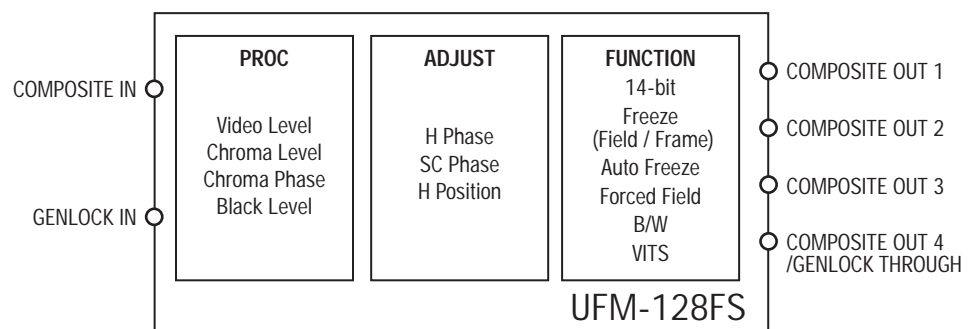 COMPOSITE IN
GENLOCK IN
PROC
Video Level
Chroma Level
Chroma Phase
Black Level
ADJUST
H Phase
SC Phase
H Position
FUNCTION
14-bit
Freeze
(Field / Frame)
Auto Freeze
Forced Field
B/W
VITS
COMPOSITE OUT 1
COMPOSITE OUT 2
COMPOSITE OUT 3
COMPOSITE OUT 4
/GENLOCK THROUGH
UFM-128FS